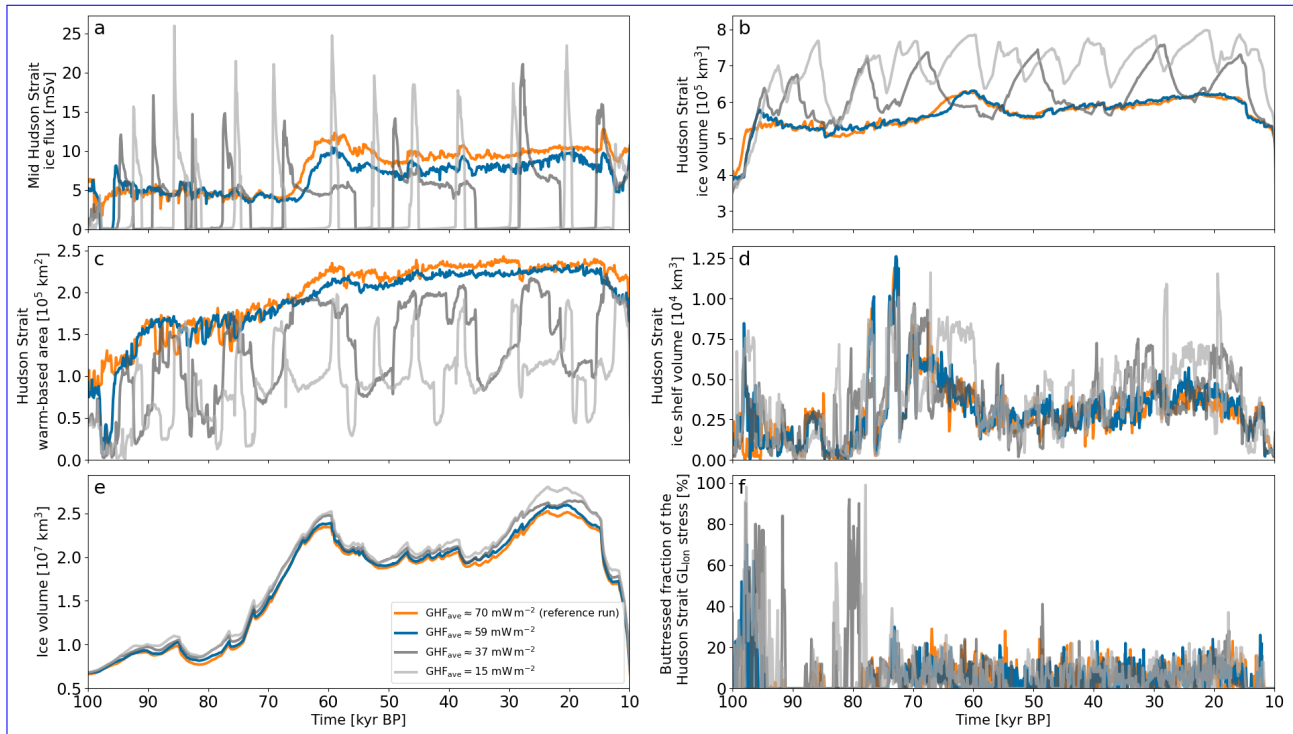 a
Mid Hudson Strait
ice flux [mSv]
25
20
15
10
5
0
b
Hudson Strait
ice volume [10⁵ km³]
8
7
6
5
4
3
c
Hudson Strait
warm-based area [10⁵ km²]
2.5
2.0
1.5
1.0
0.5
0.0
d
Hudson Strait
ice shelf volume [10⁴ km³]
1.25
1.00
0.75
0.50
0.25
0.00
e
Ice volume [10⁷ km³]
2.5
2.0
1.5
1.0
0.5
GHFₐᵥₑ ≈ 70 mW m⁻² (reference run)
GHFₐᵥₑ ≈ 59 mW m⁻²
GHFₐᵥₑ ≈ 37 mW m⁻²
GHFₐᵥₑ ≈ 15 mW m⁻²
100 90 80 70 60 50 40 30 20 10
Time [kyr BP]
f
Buttressed fraction of the
Hudson Strait GLᵢₒₙ stress [%]
100
80
60
40
20
0
100 90 80 70 60 50 40 30 20 10
Time [kyr BP]